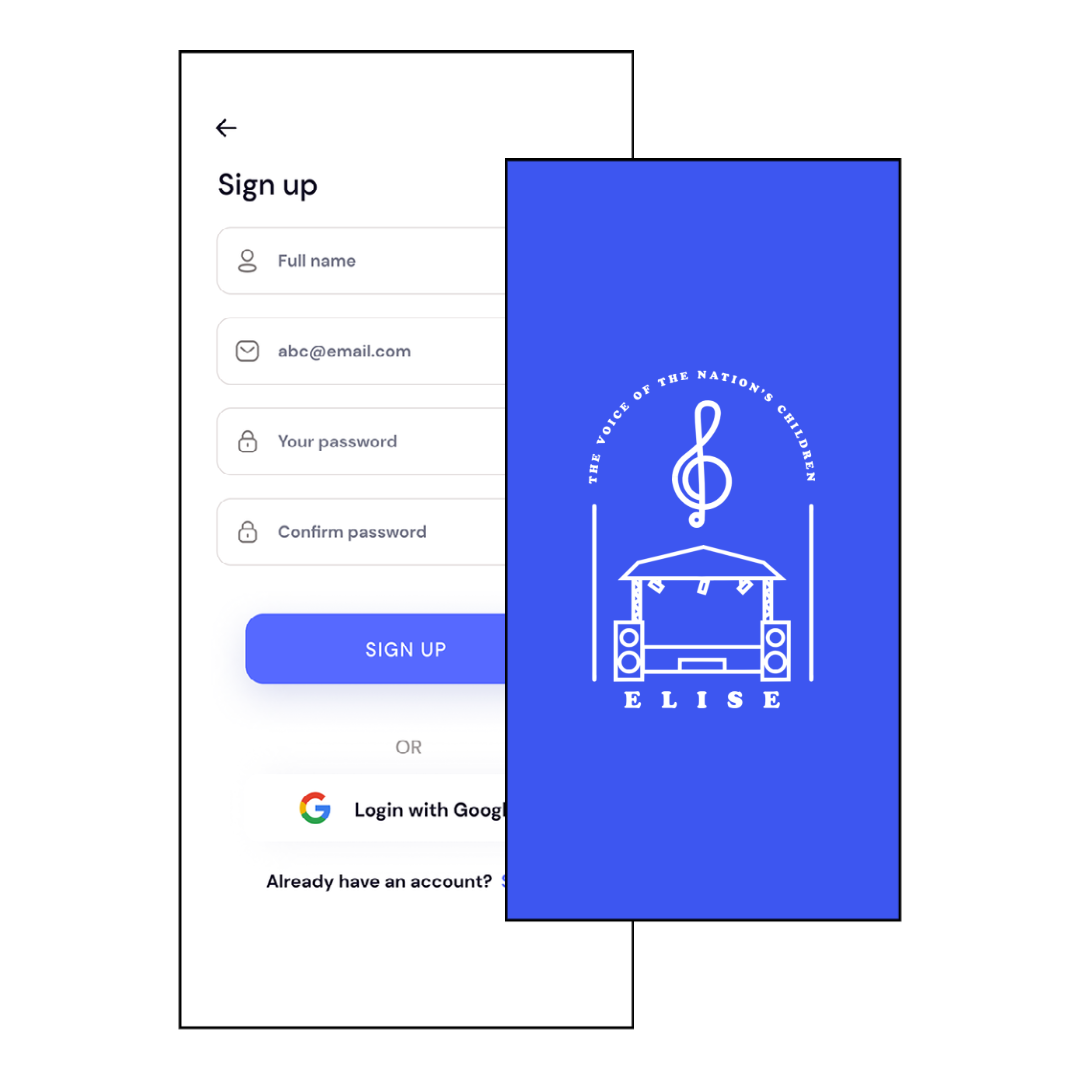 Sign up
Full name
abc@email.com
Your password
Confirm password
SIGN UP
OR
Login with Googl
Already have an account? S
THE VOICE OF THE NATION'S CHILDREN
ELISE